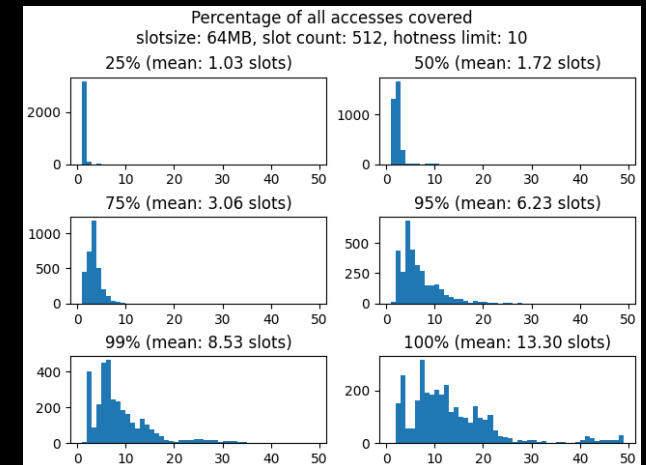 Percentage of all accesses covered
slotsize: 64MB, slot count: 512, hotness limit: 10
25% (mean: 1.03 slots)
2000
0
0 10 20 30 40 50
50% (mean: 1.72 slots)
1000
0
0 10 20 30 40 50
75% (mean: 3.06 slots)
1000
500
0
0 10 20 30 40 50
95% (mean: 6.23 slots)
500
250
0
0 10 20 30 40 50
99% (mean: 8.53 slots)
400
200
0
0 10 20 30 40 50
100% (mean: 13.30 slots)
200
0
0 10 20 30 40 50